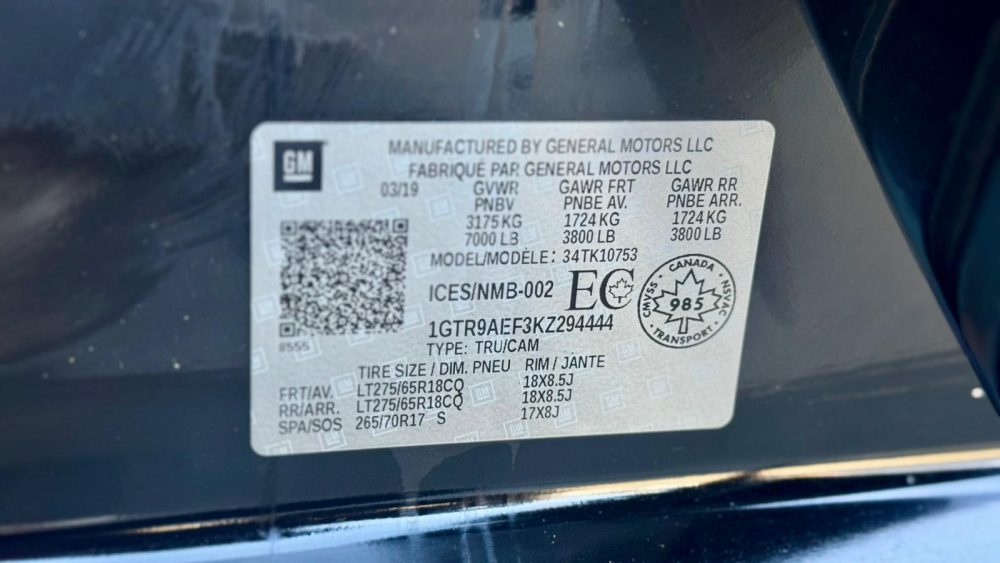 GM
MANUFACTURED BY GENERAL MOTORS LLC
FABRIQUÉ PAR GENERAL MOTORS LLC
03/19 GVWR GAWR FRT GAWR RR
PNBV PNBE AV. PNBE ARR.
3175 KG 1724 KG 1724 KG
7000 LB 3800 LB 3800 LB
MODEL/MODÈLE: 34TK10753
ICES/NMB-002 EC
CANADA
CMVSS 985 NSVAC
TRANSPORT
8555
1GTR9AEF3KZ294444
TYPE: TRU/CAM
TIRE SIZE / DIM. PNEU RIM / JANTE
FRT/AV. LT275/65R18CQ 18X8.5J
RR/ARR. LT275/65R18CQ 18X8.5J
SPA/SOS 265/70R17 S 17X8J